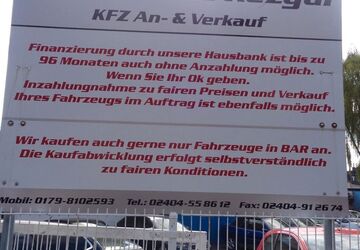 KFZ An- & Verkauf
Finanzierung durch unsere Hausbank ist bis zu
96 Monaten auch ohne Anzahlung möglich.
Wenn Sie Ihr Ok geben.
Inzahlungnahme zu fairen Preisen und Verkauf
Ihres Fahrzeugs im Auftrag ist ebenfalls möglich.
Wir kaufen auch gerne nur Fahrzeuge in BAR an.
Die Kaufabwicklung erfolgt selbstverständlich
zu fairen Konditionen.
Mobil: 0179-8102593 Tel.: 02404-55 86 12 Fax: 02404-91 26 74